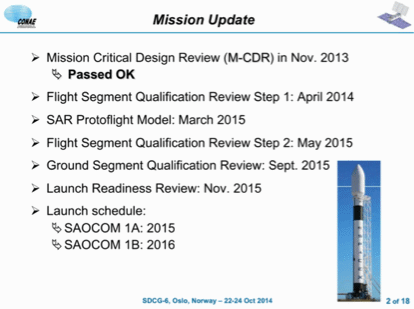 CONAE
Mission Update
➢ Mission Critical Design Review (M-CDR) in Nov. 2013
Passed OK
➢ Flight Segment Qualification Review Step 1: April 2014
➢ SAR Protoflight Model: March 2015
➢ Flight Segment Qualification Review Step 2: May 2015
➢ Ground Segment Qualification Review: Sept. 2015
➢ Launch Readiness Review: Nov. 2015
➢ Launch schedule:
SAOCOM 1A: 2015
SAOCOM 1B: 2016
SDCG-6, Oslo, Norway – 22-24 Oct 2014
2 of 18